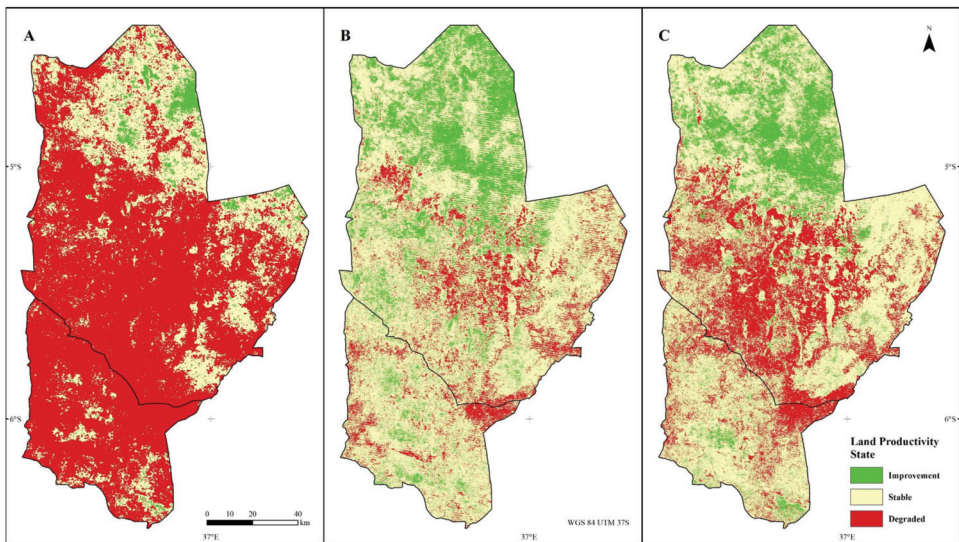 A
B
C
N
5°S
5°S
6°S
6°S
Land Productivity
State
Improvement
Stable
Degraded
0 10 20 40
km
WGS 84 UTM 37S
37°E
37°E
37°E